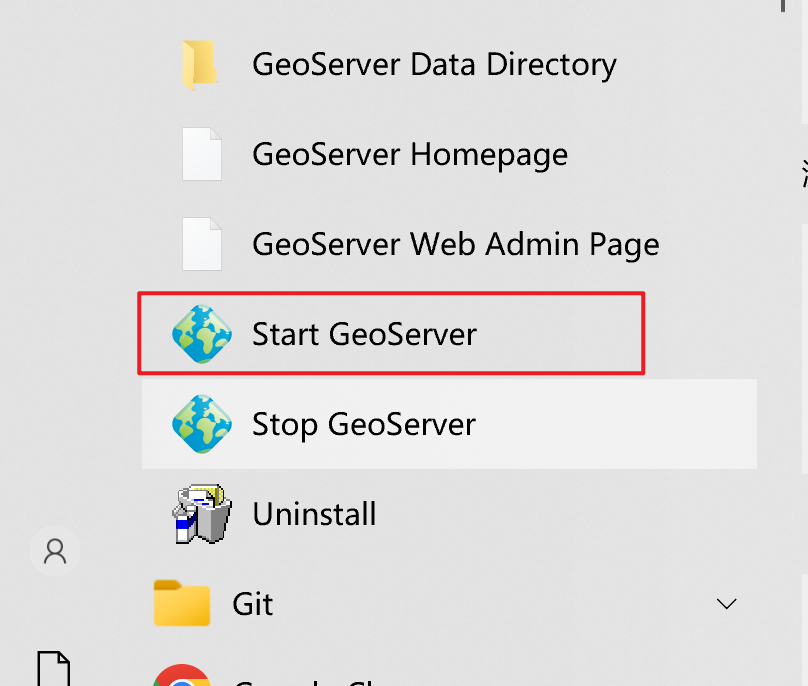 GeoServer Data Directory
GeoServer Homepage
GeoServer Web Admin Page
Start GeoServer
Stop GeoServer
Uninstall
Git